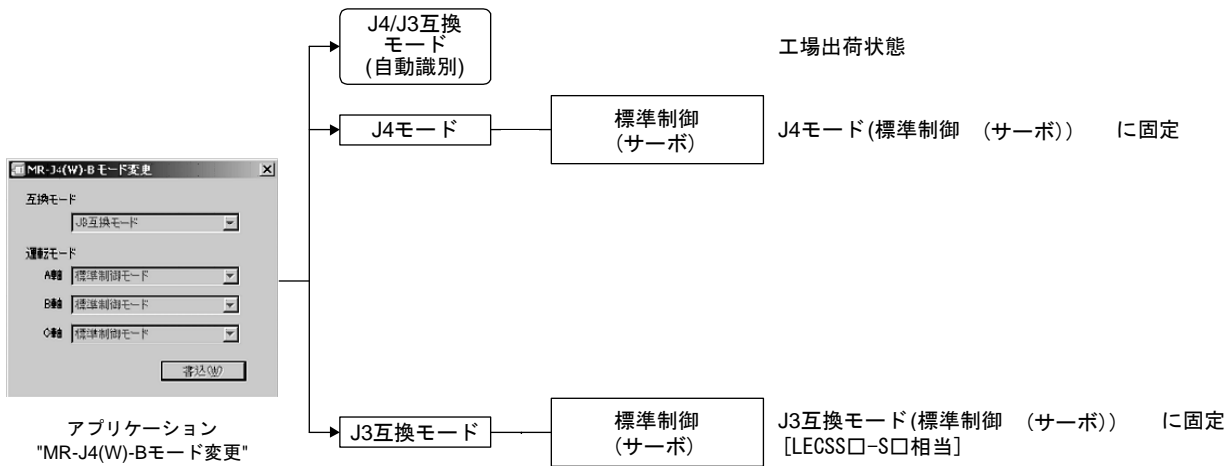 J4/J3互換
モード
(自動識別)
工場出荷状態
J4モード
標準制御
(サーボ)
J4モード(標準制御 (サーボ)) に固定
MR-J4(W)-Bモード変更
互換モード
J3互換モード
運転モード
A軸 標準制御モード
B軸 標準制御モード
C軸 標準制御モード
書込(W)
アプリケーション
"MR-J4(W)-Bモード変更"
J3互換モード
標準制御
(サーボ)
J3互換モード(標準制御 (サーボ)) に固定
[LECSS□-S□相当]